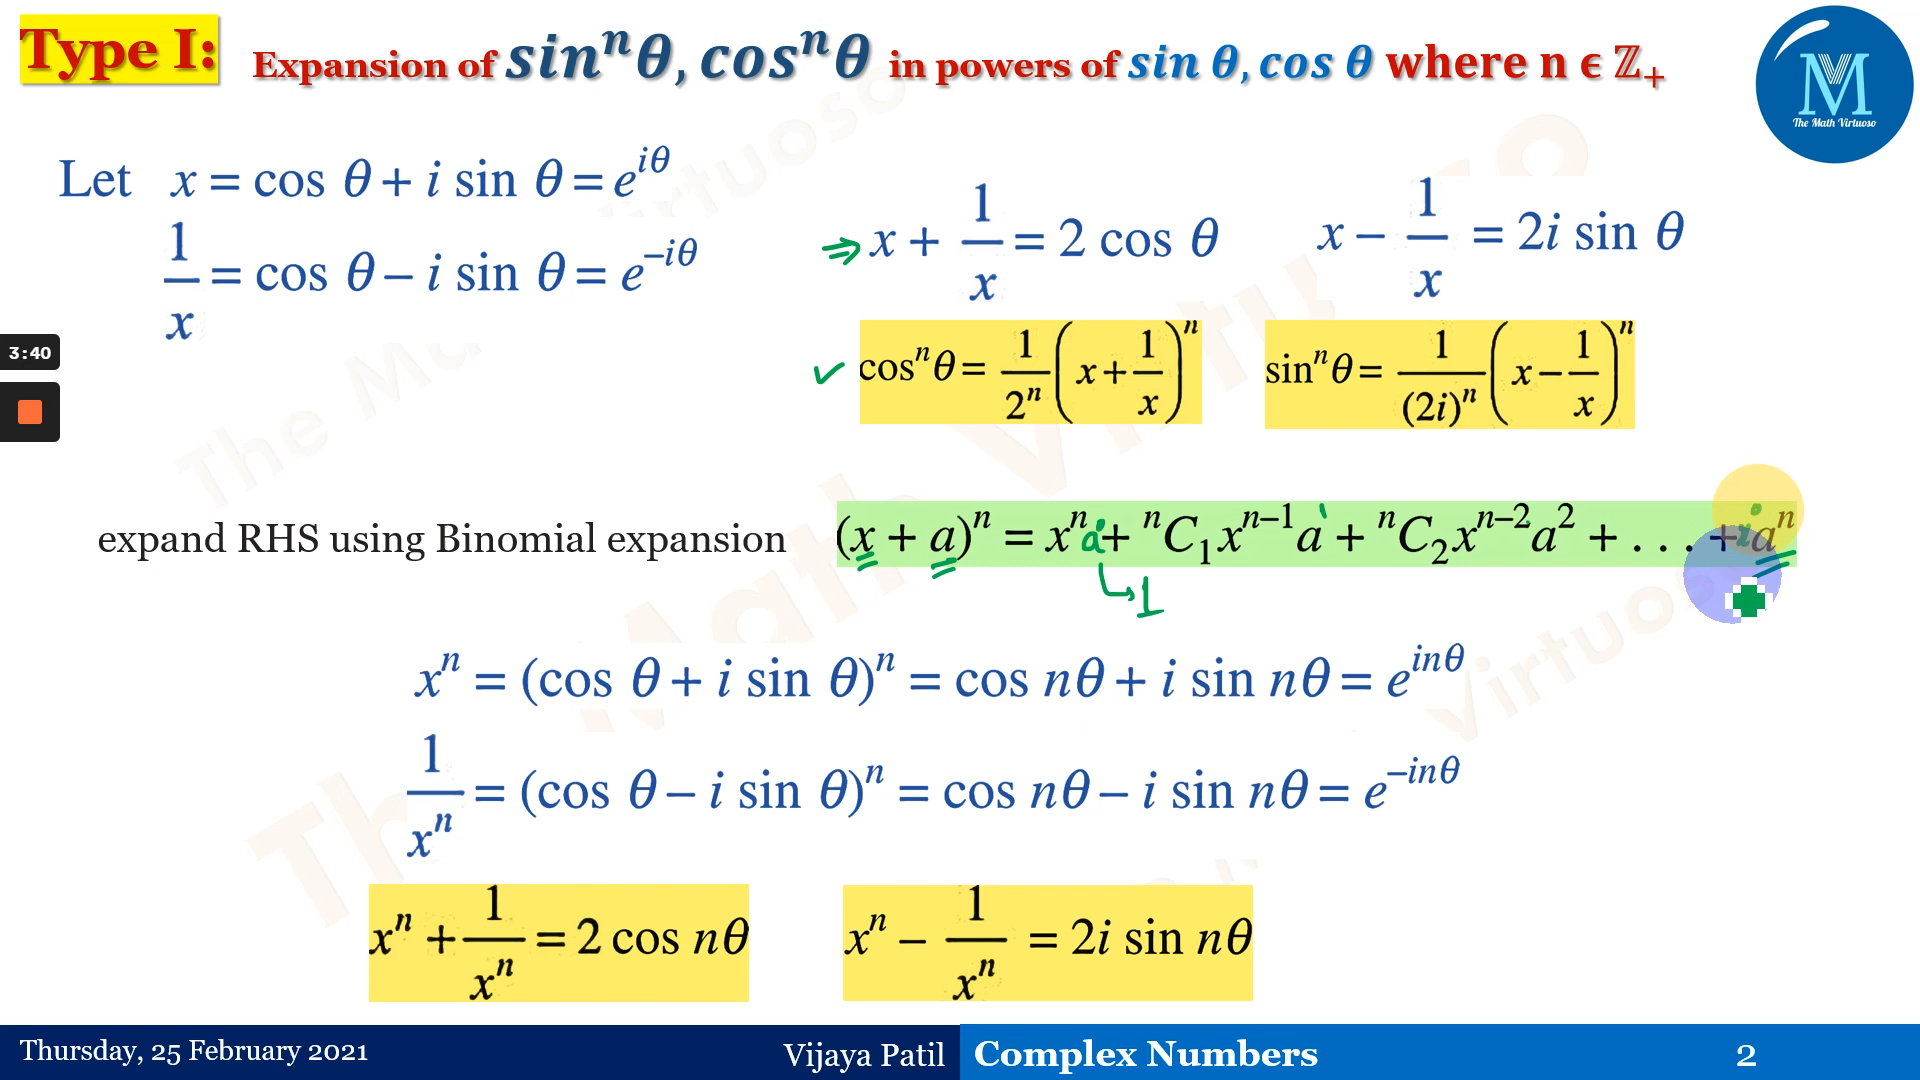 Type I: Expansion of sinⁿθ, cosⁿθ in powers of sin θ, cos θ where n ϵ ℤ₊
M
The Math Virtuoso
Let x = cos θ + i sin θ = e^{iθ}
1/x = cos θ – i sin θ = e^{–iθ}
⇒ x + 1/x = 2 cos θ
x – 1/x = 2i sin θ
3:40
✓ cosⁿθ = 1/2ⁿ (x + 1/x)ⁿ
sinⁿθ = 1/(2i)ⁿ (x – 1/x)ⁿ
expand RHS using Binomial expansion (x + a)ⁿ = xⁿ + ⁿC₁xⁿ⁻¹a + ⁿC₂xⁿ⁻²a² + . . . + aⁿ
a
1
xⁿ = (cos θ + i sin θ)ⁿ = cos nθ + i sin nθ = e^{inθ}
1/xⁿ = (cos θ – i sin θ)ⁿ = cos nθ – i sin nθ = e^{–inθ}
xⁿ + 1/xⁿ = 2 cos nθ
xⁿ – 1/xⁿ = 2i sin nθ
Thursday, 25 February 2021
Vijaya Patil
Complex Numbers
2